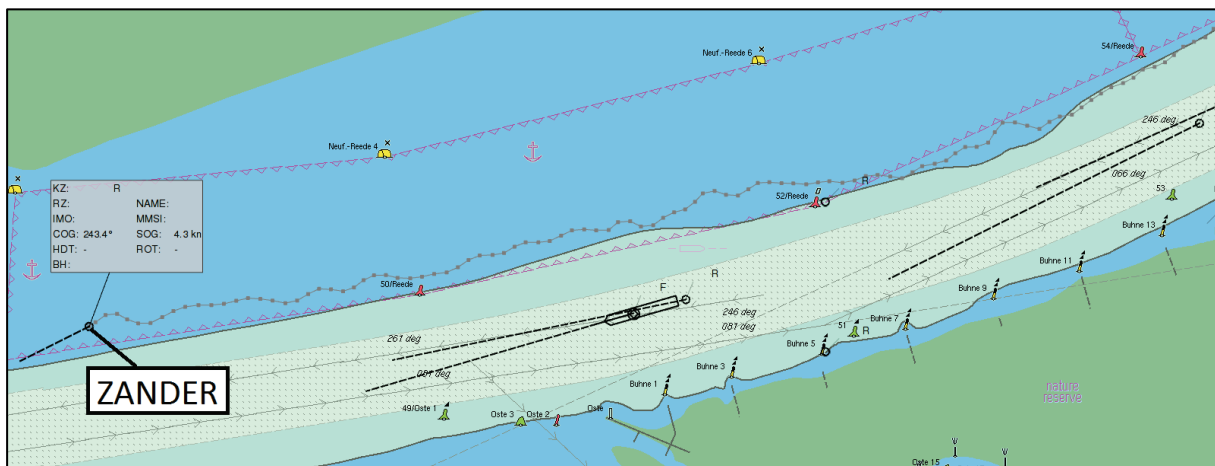 54/Reede
Neuf.-Reede 6
246 deg
Neuf.-Reede 4
066 deg
R
53
KZ: R
RZ: NAME:
IMO: MMSI:
COG: 243.4° SOG: 4.3 kn
HDT: - ROT: -
BH:
52/Reede
Buhne 13
Buhne 11
R
50/Reede
F
Buhne 9
246 deg
081 deg
51
R
Buhne 7
261 deg
Buhne 5
081 deg
Buhne 3
ZANDER
Buhne 1
nature
reserve
49/Oste 1
Oste 3
Oste 2
Oste
Oste 15